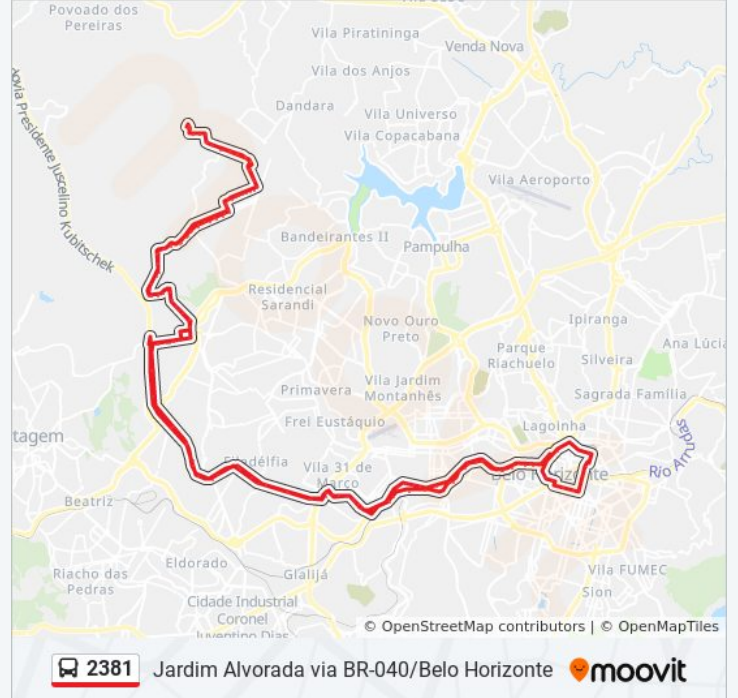 Povoado dos
Pereiras
Vila Piratininga
Venda Nova
Vila dos Anjos
Dandara
Vila Universo
Vila Copacabana
Vila Aeroporto
Presidente Juscelino Kubitschek
Bandeirantes II
Pampulha
Residencial
Sarandi
Novo Ouro
Preto
Ipiranga
Parque
Riachuelo
Ana Lúcia
Silveira
Primavera
Vila Jardim
Montanhês
Sagrada Família
Frei Eustáquio
Lagoinha
tagem
Filadélfia
Vila 31 de
Março
Belo Horizonte
Rio Arrudas
Beatriz
Eldorado
Glalijá
Riacho das
Pedras
Vila FUMEC
Sion
Cidade Industrial
Coronel
Juventino Dias
© OpenStreetMap contributors | © OpenMapTiles
2381 Jardim Alvorada via BR-040/Belo Horizonte moovit